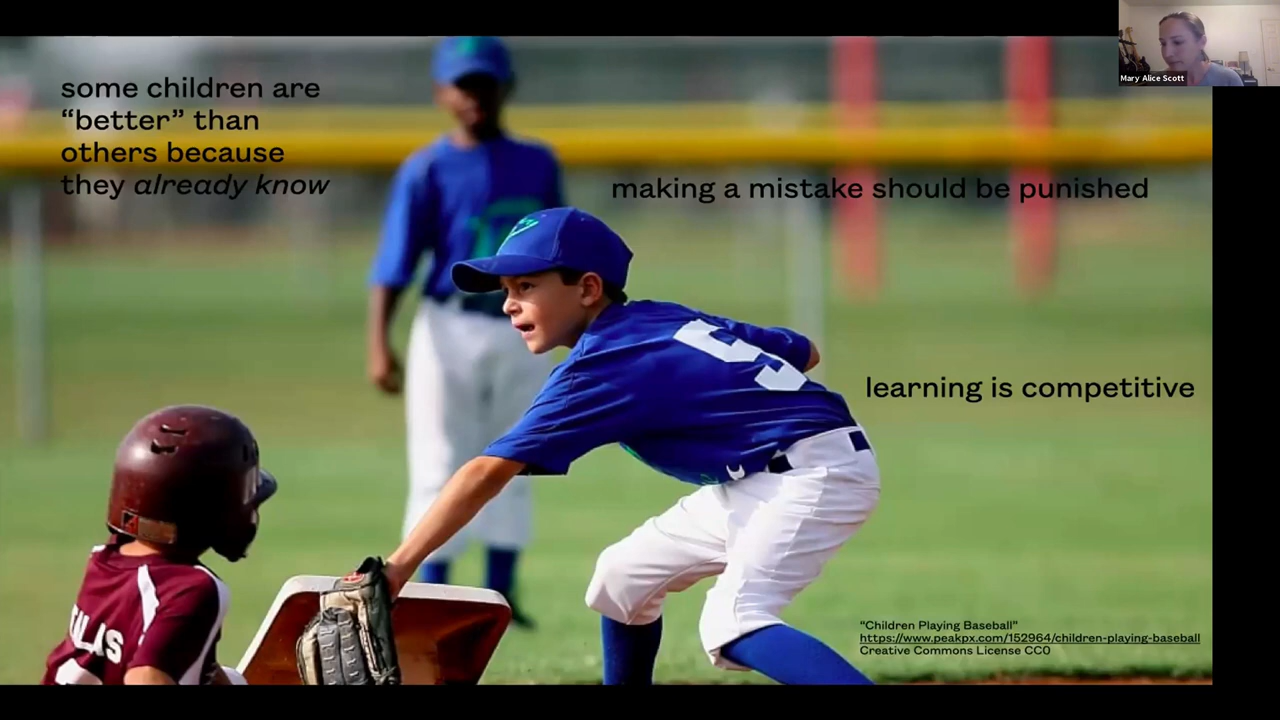 Mary Alice Scott
some children are
“better” than
others because
they already know
making a mistake should be punished
learning is competitive
5
“Children Playing Baseball”
https://www.peakpx.com/152964/children-playing-baseball
Creative Commons License CC0